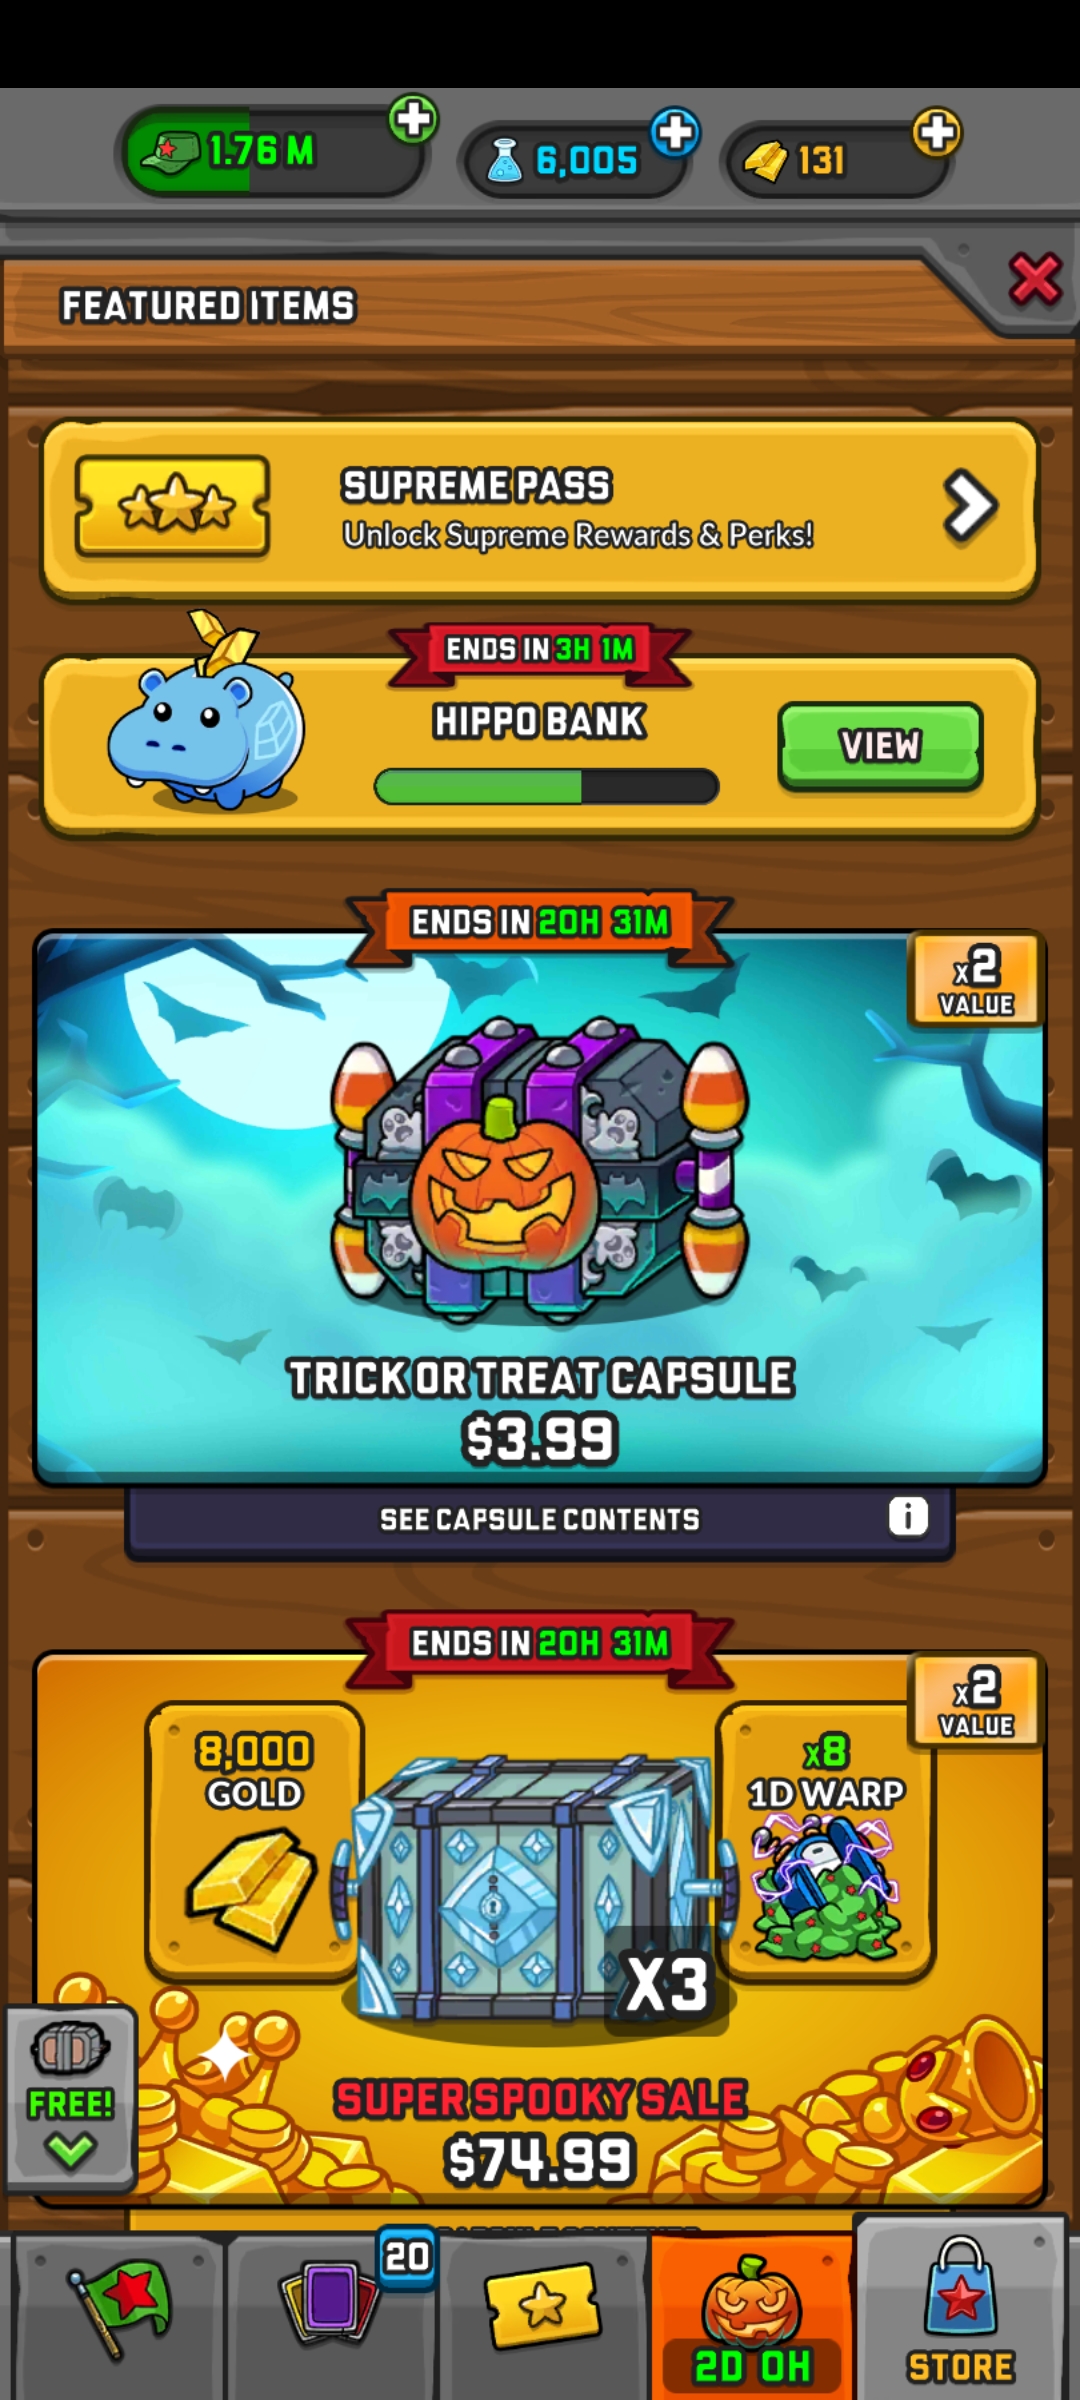 1.76 M
6,005
131
FEATURED ITEMS
SUPREME PASS
Unlock Supreme Rewards & Perks!
ENDS IN 3H 1M
HIPPO BANK
VIEW
ENDS IN 20H 31M
x2
VALUE
TRICK OR TREAT CAPSULE
$3.99
SEE CAPSULE CONTENTS
i
ENDS IN 20H 31M
x2
VALUE
8,000
GOLD
x8
1D WARP
X3
FREE!
SUPER SPOOKY SALE
$74.99
20
2D 0H
STORE